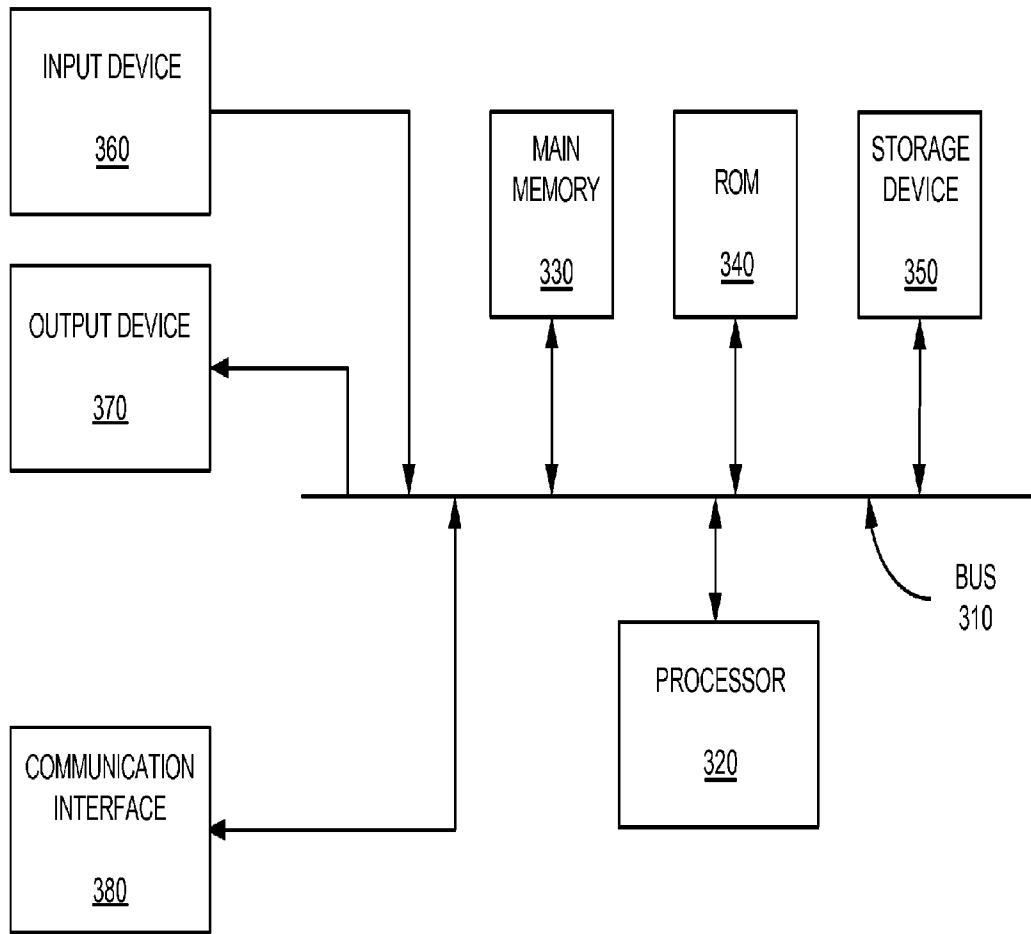 INPUT DEVICE
360
OUTPUT DEVICE
370
MAIN
MEMORY
330
ROM
340
STORAGE
DEVICE
350
BUS
310
PROCESSOR
320
COMMUNICATION
INTERFACE
380